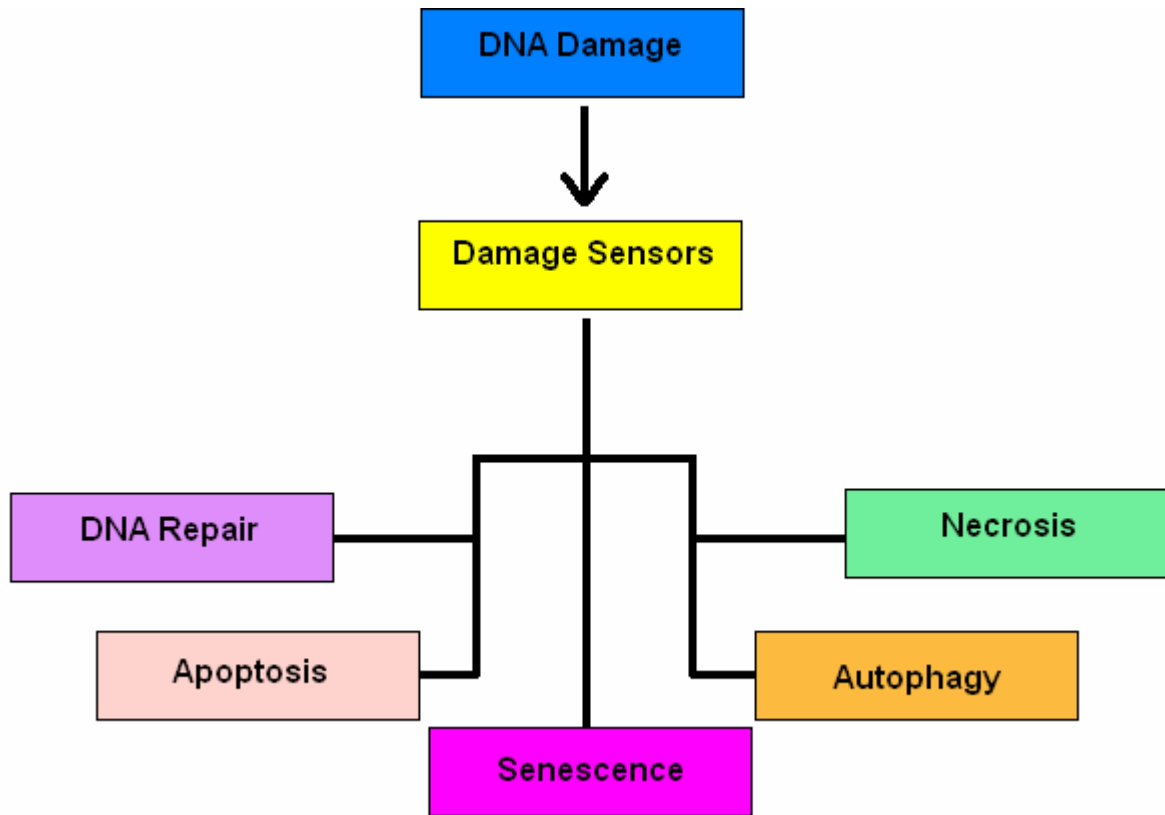 DNA Damage
Damage Sensors
DNA Repair
Necrosis
Apoptosis
Autophagy
Senescence